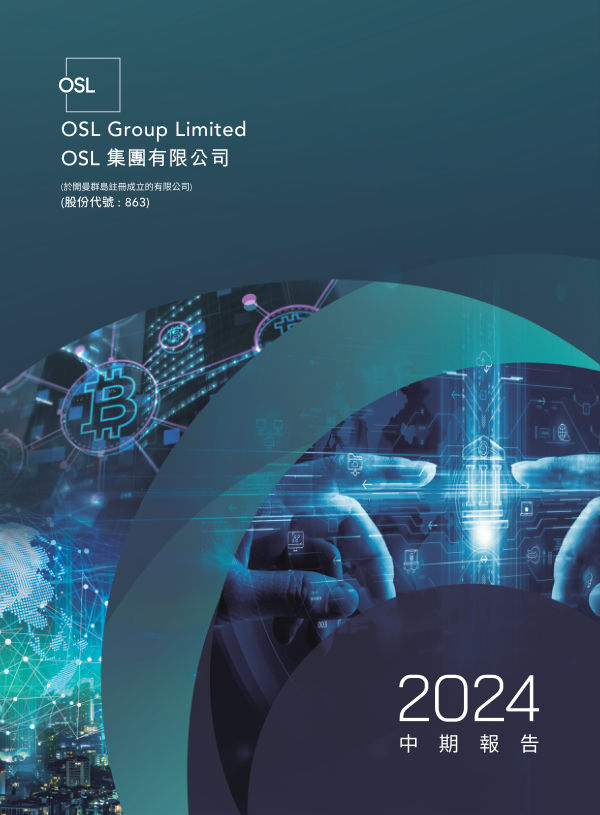 OSL
OSL Group Limited
OSL 集團有限公司
(於開曼群島註冊成立的有限公司)
(股份代號 : 863)
2024
中期報告